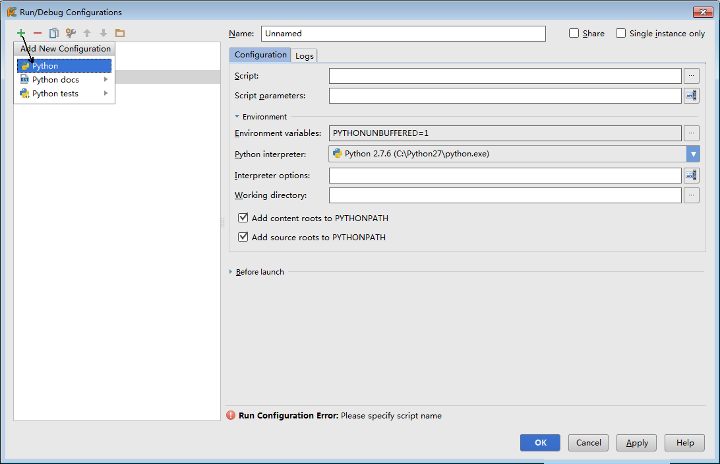 Run/Debug Configurations
Name: Unnamed Share Single instance only
Add New Configuration
Python
Python docs
Python tests
Configuration Logs
Script: ...
Script parameters:
Environment
Environment variables: PYTHONUNBUFFERED=1 ...
Python interpreter: Python 2.7.6 (C:\Python27\python.exe)
Interpreter options:
Working directory: ...
Add content roots to PYTHONPATH
Add source roots to PYTHONPATH
Before launch
Run Configuration Error: Please specify script name
OK Cancel Apply Help